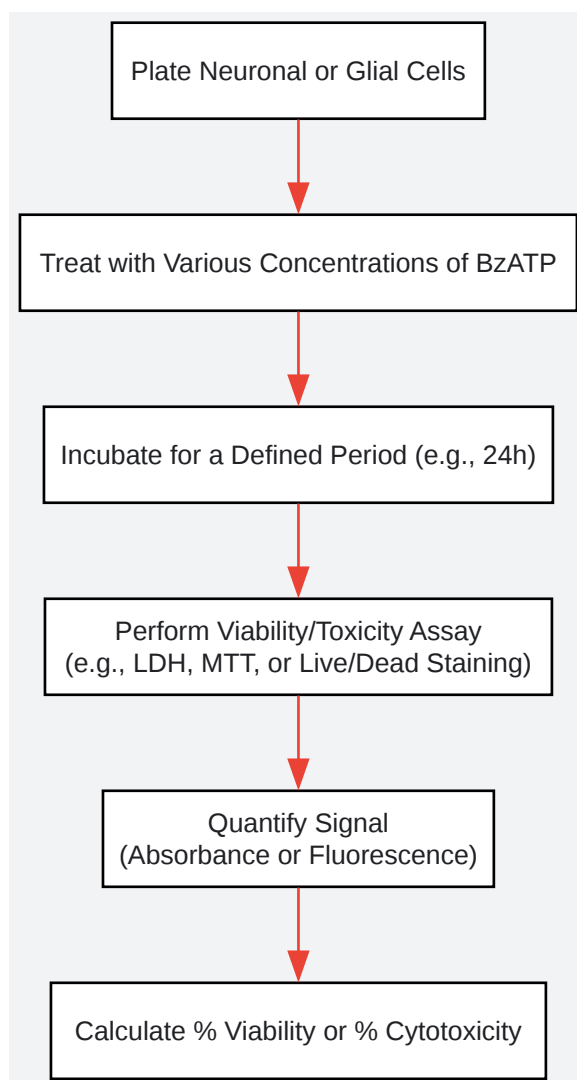 Plate Neuronal or Glial Cells
Treat with Various Concentrations of BzATP
Incubate for a Defined Period (e.g., 24h)
Perform Viability/Toxicity Assay
(e.g., LDH, MTT, or Live/Dead Staining)
Quantify Signal
(Absorbance or Fluorescence)
Calculate % Viability or % Cytotoxicity